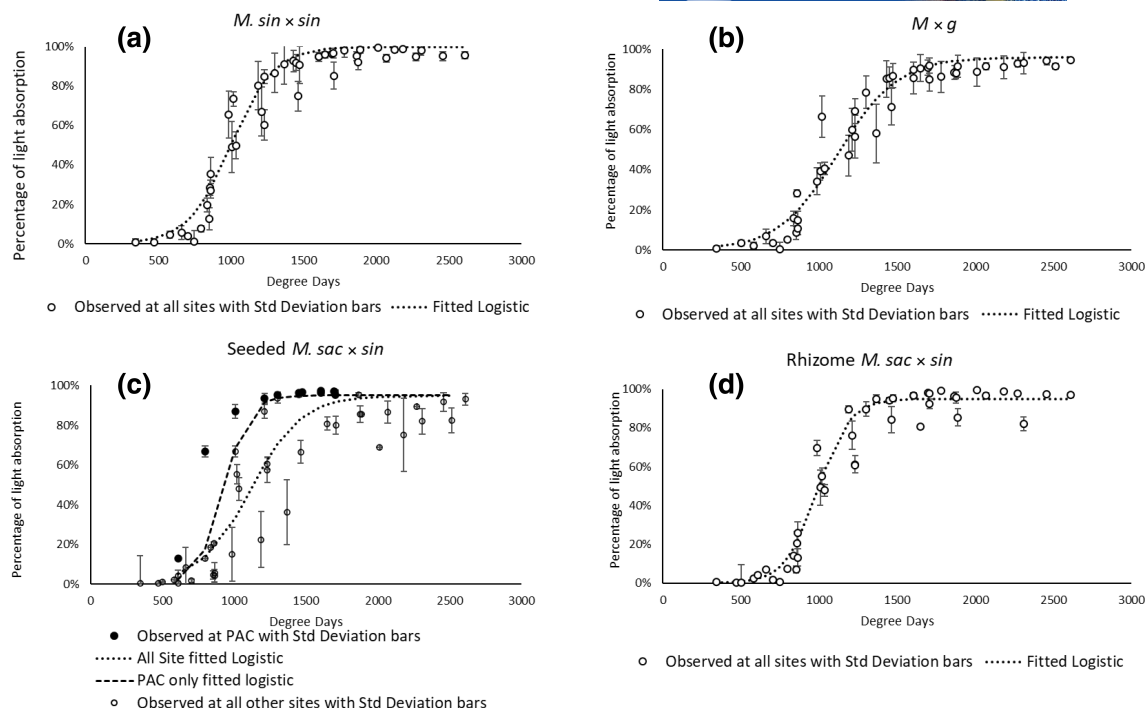 M. sin × sin
(a)
Percentage of light absorption
100%
80%
60%
40%
20%
0%
0 500 1000 1500 2000 2500 3000
Degree Days
Observed at all sites with Std Deviation bars Fitted Logistic
M × g
(b)
Percentage of light absorption
100%
80%
60%
40%
20%
0%
0 500 1000 1500 2000 2500 3000
Degree Days
Observed at all sites with Std Deviation bars Fitted Logistic
Seeded M. sac × sin
(c)
Percentage of light absorption
100%
80%
60%
40%
20%
0%
0 500 1000 1500 2000 2500 3000
Degree Days
Observed at PAC with Std Deviation bars
All Site fitted Logistic
PAC only fitted logistic
Observed at all other sites with Std Deviation bars
Rhizome M. sac × sin
(d)
Percentage of light absorption
100%
80%
60%
40%
20%
0%
0 500 1000 1500 2000 2500 3000
Degree Days
Observed at all sites with Std Deviation bars Fitted Logistic